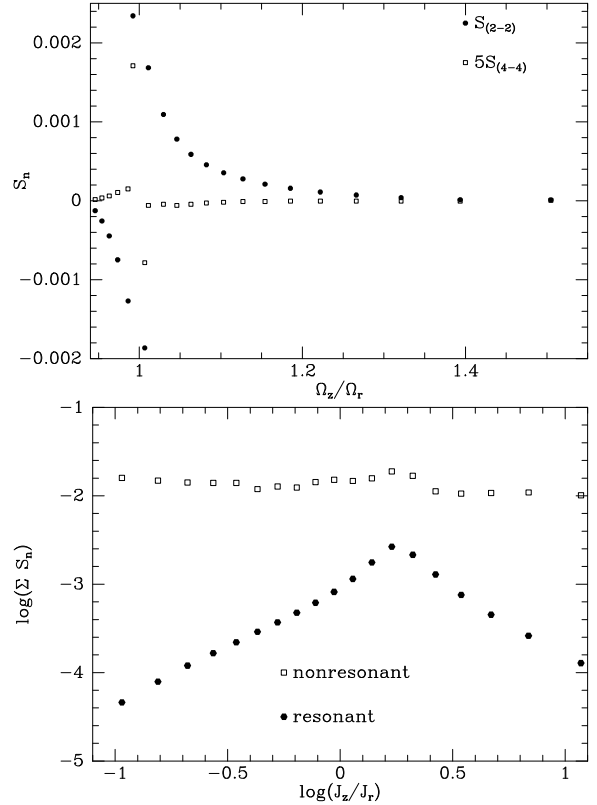 0.002
S(2−2)
5S(4−4)
0.001
Sn
0
−0.001
−0.002
1
1.2
1.4
Ωz/Ωr
−1
−2
log(Σ Sn)
−3
−4
nonresonant
resonant
−5
−1
−0.5
0
0.5
1
log(Jz/Jr)